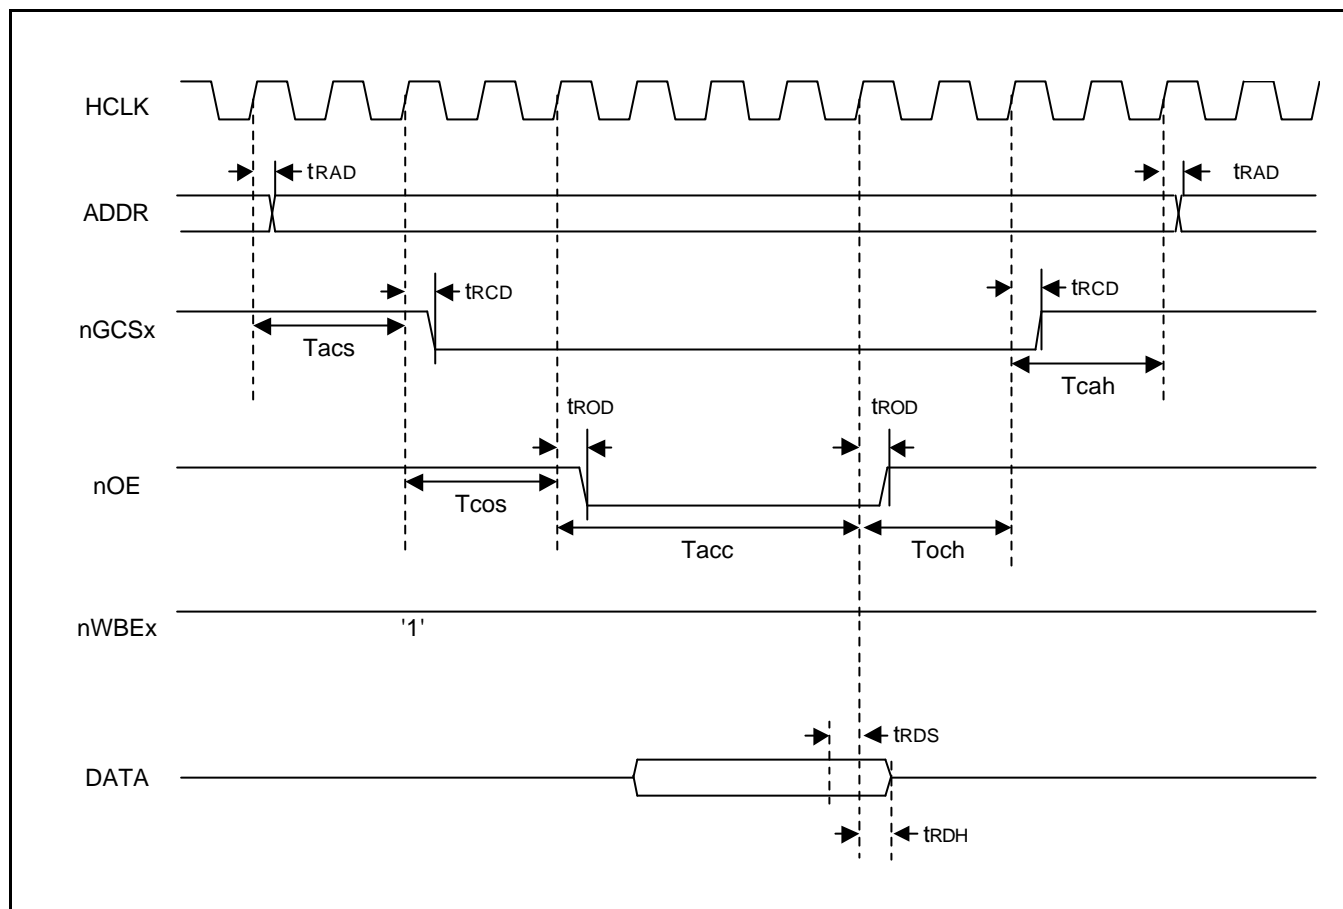 HCLK
tRAD tRAD
ADDR
tRCD tRCD
nGCSx
Tacs
Tcah
tROD tROD
nOE
Tcos
Tacc Toch
nWBEx
'1'
tRDS
DATA
tRDH